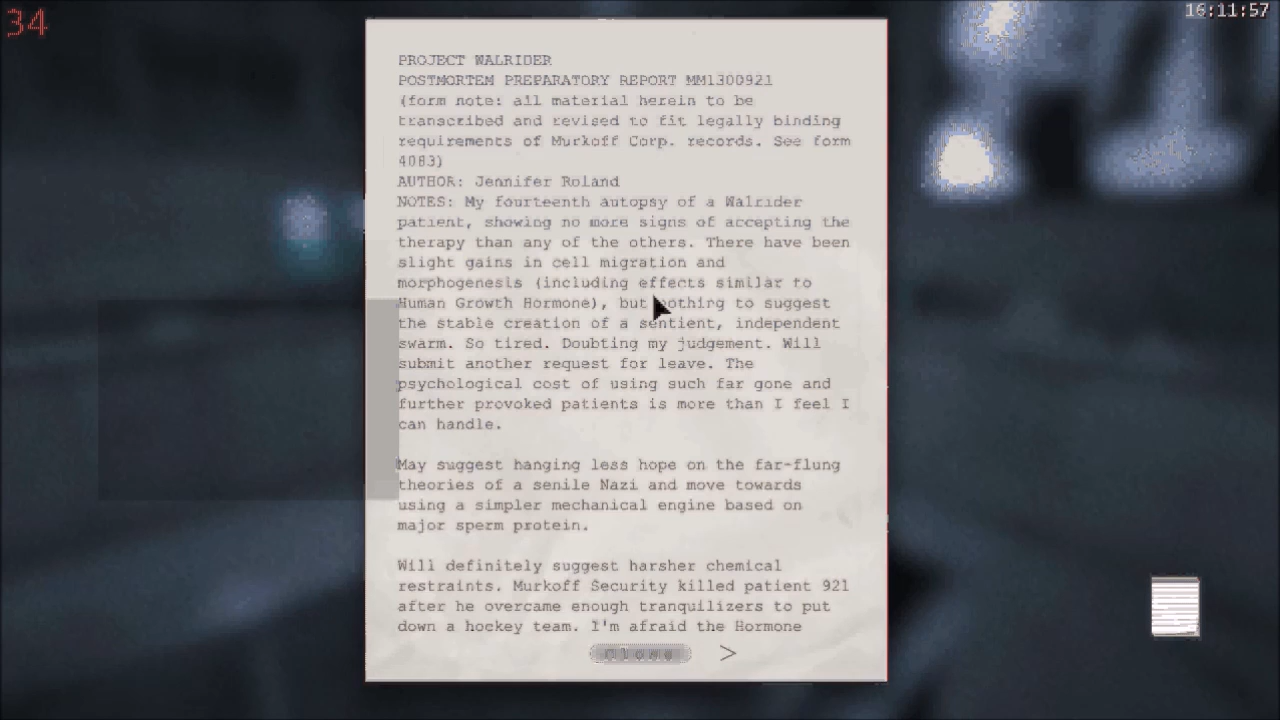 34
16:11:57
PROJECT WALRIDER
POSTMORTEM PREPARATORY REPORT MM1300921
(form note: all material herein to be
transcribed and revised to fit legally binding
requirements of Murkoff Corp. records. See form
4083)
AUTHOR: Jennifer Roland
NOTES: My fourteenth autopsy of a Walrider
patient, showing no more signs of accepting the
therapy than any of the others. There have been
slight gains in cell migration and
morphogenesis (including effects similar to
Human Growth Hormone), but nothing to suggest
the stable creation of a sentient, independent
swarm. So tired. Doubting my judgement. Will
submit another request for leave. The
psychological cost of using such far gone and
further provoked patients is more than I feel I
can handle.
May suggest hanging less hope on the far-flung
theories of a senile Nazi and move towards
using a simpler mechanical engine based on
major sperm protein.
Will definitely suggest harsher chemical
restraints. Murkoff Security killed patient 921
after he overcame enough tranquilizers to put
down a hockey team. I'm afraid the Hormone
Close >